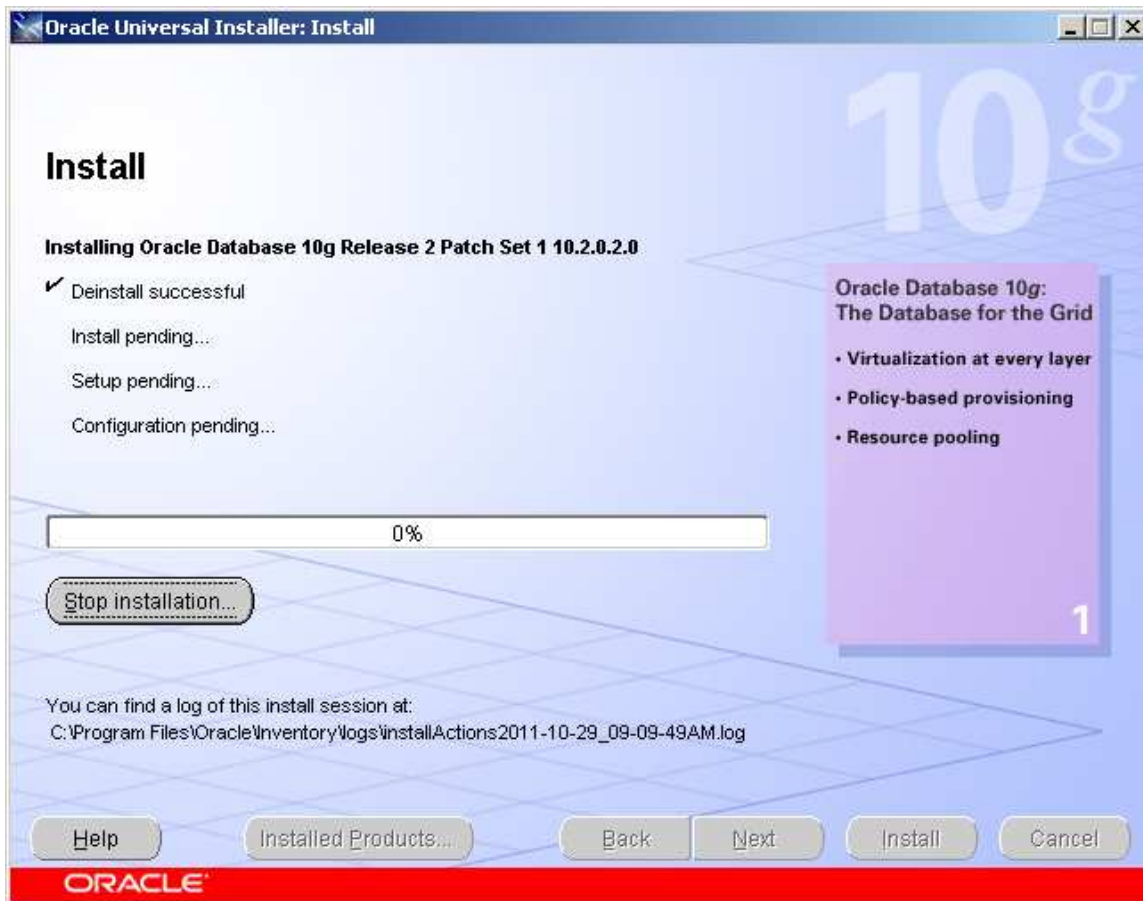 Oracle Universal Installer: Install
10g
Install
Installing Oracle Database 10g Release 2 Patch Set 1 10.2.0.2.0
Deinstall successful
Install pending...
Setup pending...
Configuration pending...
Oracle Database 10g:
The Database for the Grid
• Virtualization at every layer
• Policy-based provisioning
• Resource pooling
1
0%
Stop installation...
You can find a log of this install session at:
C:\Program Files\Oracle\Inventory\logs\installActions2011-10-29_09-09-49AM.log
Help
Installed Products...
Back
Next
Install
Cancel
ORACLE